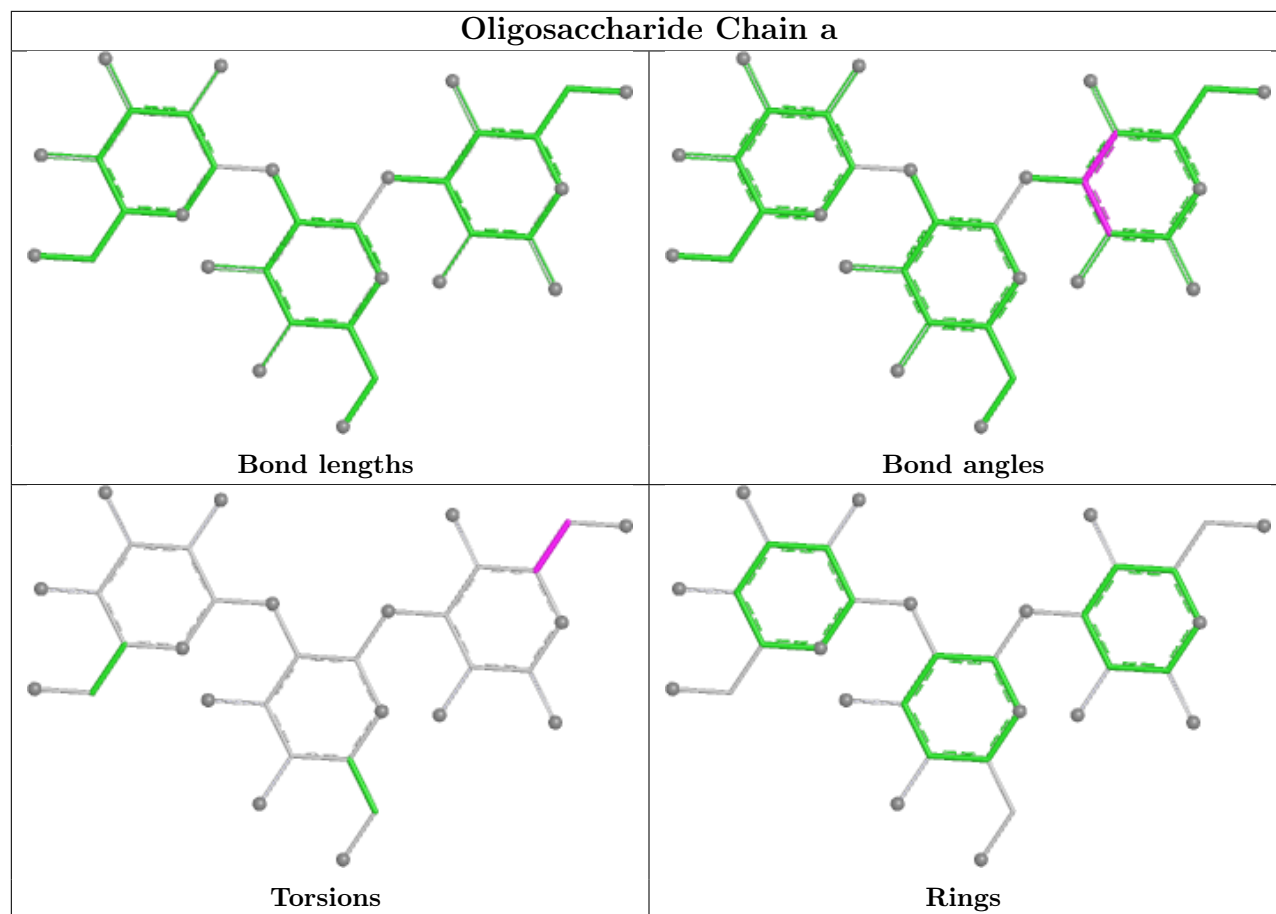 Oligosaccharide Chain a
Bond lengths
Bond angles
Torsions
Rings